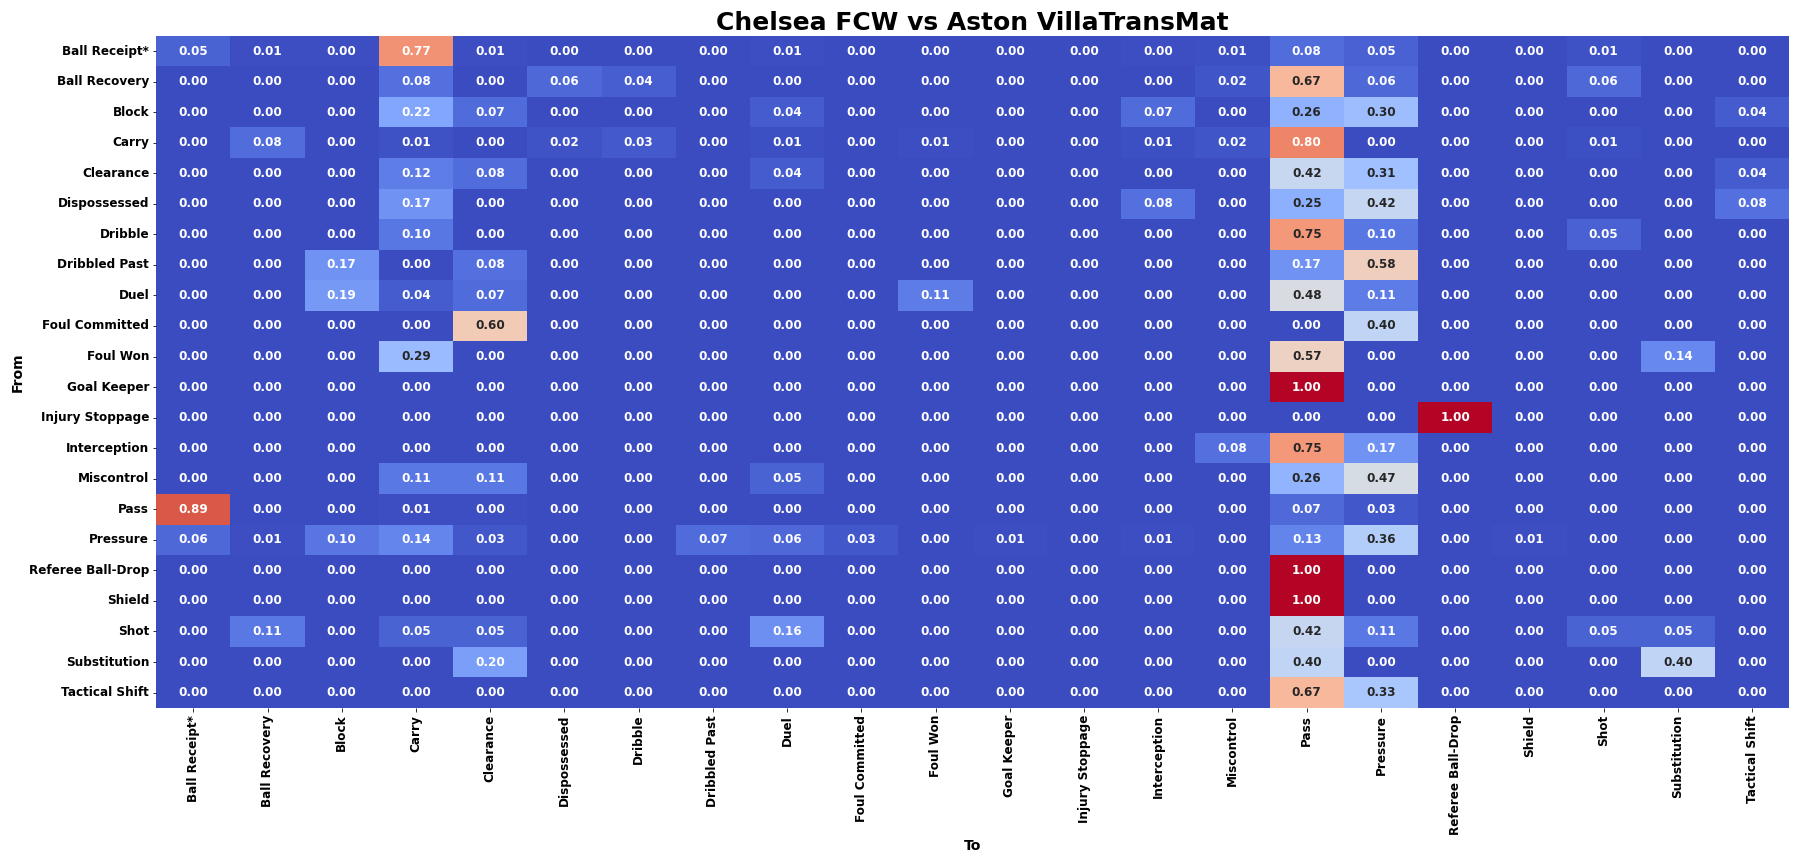 Chelsea FCW vs Aston VillaTransMat
Ball Receipt* 0.05 0.01 0.00 0.77 0.01 0.00 0.00 0.00 0.01 0.00 0.00 0.00 0.00 0.00 0.01 0.08 0.05 0.00 0.00 0.01 0.00 0.00
Ball Recovery 0.00 0.00 0.00 0.08 0.00 0.06 0.04 0.00 0.00 0.00 0.00 0.00 0.00 0.00 0.02 0.67 0.06 0.00 0.00 0.06 0.00 0.00
Block 0.00 0.00 0.00 0.22 0.07 0.00 0.00 0.00 0.04 0.00 0.00 0.00 0.00 0.07 0.00 0.26 0.30 0.00 0.00 0.00 0.00 0.04
Carry 0.00 0.08 0.00 0.01 0.00 0.02 0.03 0.00 0.01 0.00 0.01 0.00 0.00 0.01 0.02 0.80 0.00 0.00 0.00 0.01 0.00 0.00
Clearance 0.00 0.00 0.00 0.12 0.08 0.00 0.00 0.00 0.04 0.00 0.00 0.00 0.00 0.00 0.00 0.42 0.31 0.00 0.00 0.00 0.00 0.04
Dispossessed 0.00 0.00 0.00 0.17 0.00 0.00 0.00 0.00 0.00 0.00 0.00 0.00 0.00 0.08 0.00 0.25 0.42 0.00 0.00 0.00 0.00 0.08
Dribble 0.00 0.00 0.00 0.10 0.00 0.00 0.00 0.00 0.00 0.00 0.00 0.00 0.00 0.00 0.00 0.75 0.10 0.00 0.00 0.05 0.00 0.00
Dribbled Past 0.00 0.00 0.17 0.00 0.08 0.00 0.00 0.00 0.00 0.00 0.00 0.00 0.00 0.00 0.00 0.17 0.58 0.00 0.00 0.00 0.00 0.00
Duel 0.00 0.00 0.19 0.04 0.07 0.00 0.00 0.00 0.00 0.00 0.11 0.00 0.00 0.00 0.00 0.48 0.11 0.00 0.00 0.00 0.00 0.00
Foul Committed 0.00 0.00 0.00 0.00 0.60 0.00 0.00 0.00 0.00 0.00 0.00 0.00 0.00 0.00 0.00 0.00 0.40 0.00 0.00 0.00 0.00 0.00
Foul Won 0.00 0.00 0.00 0.29 0.00 0.00 0.00 0.00 0.00 0.00 0.00 0.00 0.00 0.00 0.00 0.57 0.00 0.00 0.00 0.00 0.14 0.00
Goal Keeper 0.00 0.00 0.00 0.00 0.00 0.00 0.00 0.00 0.00 0.00 0.00 0.00 0.00 0.00 0.00 1.00 0.00 0.00 0.00 0.00 0.00 0.00
Injury Stoppage 0.00 0.00 0.00 0.00 0.00 0.00 0.00 0.00 0.00 0.00 0.00 0.00 0.00 0.00 0.00 0.00 0.00 1.00 0.00 0.00 0.00 0.00
Interception 0.00 0.00 0.00 0.00 0.00 0.00 0.00 0.00 0.00 0.00 0.00 0.00 0.00 0.00 0.08 0.75 0.17 0.00 0.00 0.00 0.00 0.00
Miscontrol 0.00 0.00 0.00 0.11 0.11 0.00 0.00 0.00 0.05 0.00 0.00 0.00 0.00 0.00 0.00 0.26 0.47 0.00 0.00 0.00 0.00 0.00
Pass 0.89 0.00 0.00 0.01 0.00 0.00 0.00 0.00 0.00 0.00 0.00 0.00 0.00 0.00 0.00 0.07 0.03 0.00 0.00 0.00 0.00 0.00
Pressure 0.06 0.01 0.10 0.14 0.03 0.00 0.00 0.07 0.06 0.03 0.00 0.01 0.00 0.01 0.00 0.13 0.36 0.00 0.01 0.00 0.00 0.00
Referee Ball-Drop 0.00 0.00 0.00 0.00 0.00 0.00 0.00 0.00 0.00 0.00 0.00 0.00 0.00 0.00 0.00 1.00 0.00 0.00 0.00 0.00 0.00 0.00
Shield 0.00 0.00 0.00 0.00 0.00 0.00 0.00 0.00 0.00 0.00 0.00 0.00 0.00 0.00 0.00 1.00 0.00 0.00 0.00 0.00 0.00 0.00
Shot 0.00 0.11 0.00 0.05 0.05 0.00 0.00 0.00 0.16 0.00 0.00 0.00 0.00 0.00 0.00 0.42 0.11 0.00 0.00 0.05 0.05 0.00
Substitution 0.00 0.00 0.00 0.00 0.20 0.00 0.00 0.00 0.00 0.00 0.00 0.00 0.00 0.00 0.00 0.40 0.00 0.00 0.00 0.00 0.40 0.00
Tactical Shift 0.00 0.00 0.00 0.00 0.00 0.00 0.00 0.00 0.00 0.00 0.00 0.00 0.00 0.00 0.00 0.67 0.33 0.00 0.00 0.00 0.00 0.00
From
Ball Receipt*
Ball Recovery
Block
Carry
Clearance
Dispossessed
Dribble
Dribbled Past
Duel
Foul Committed
Foul Won
Goal Keeper
Injury Stoppage
Interception
Miscontrol
Pass
Pressure
Referee Ball-Drop
Shield
Shot
Substitution
Tactical Shift
To